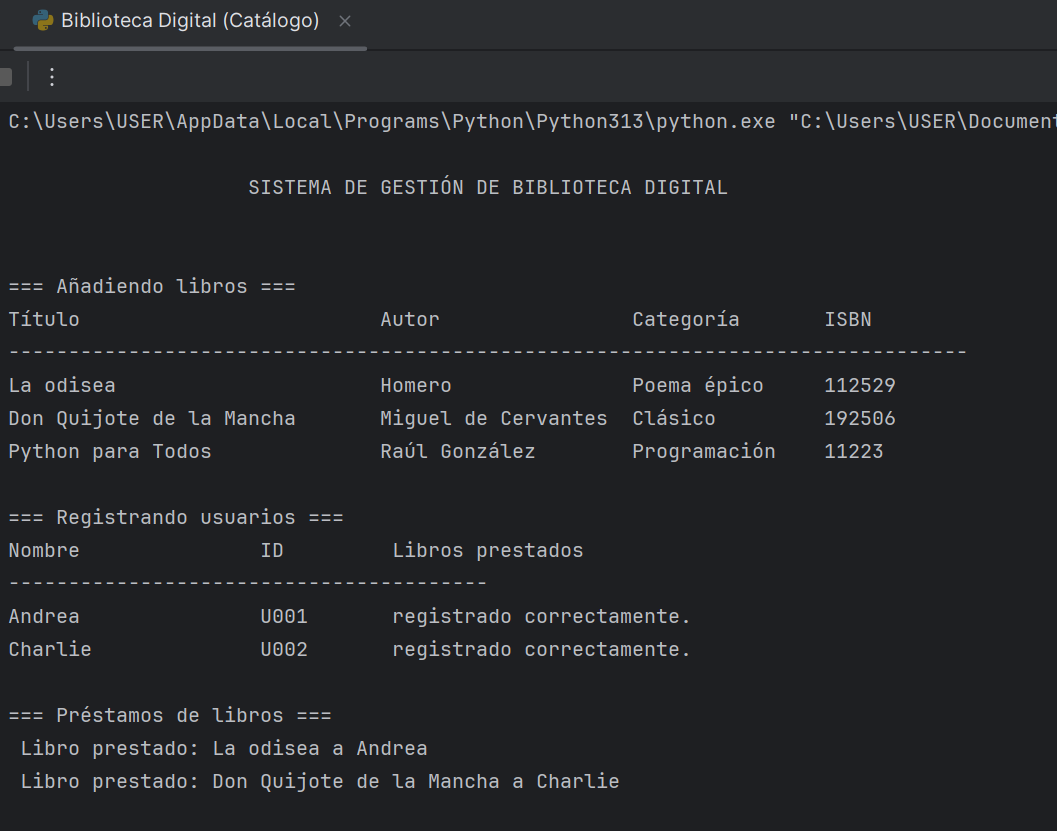 Biblioteca Digital (Catálogo)
C:\Users\USER\AppData\Local\Programs\Python\Python313\python.exe "C:\Users\USER\Document
SISTEMA DE GESTIÓN DE BIBLIOTECA DIGITAL
=== Añadiendo libros ===
Título Autor Categoría ISBN
--------------------------------------------------------------------------------
La odisea Homero Poema épico 112529
Don Quijote de la Mancha Miguel de Cervantes Clásico 192506
Python para Todos Raúl González Programación 11223
=== Registrando usuarios ===
Nombre ID Libros prestados
----------------------------------------
Andrea U001 registrado correctamente.
Charlie U002 registrado correctamente.
=== Préstamos de libros ===
Libro prestado: La odisea a Andrea
Libro prestado: Don Quijote de la Mancha a Charlie